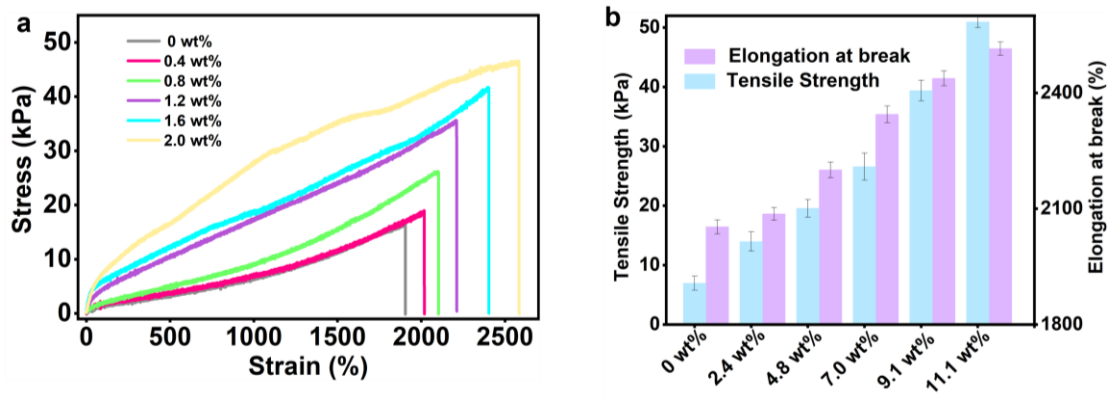 a
Stress (kPa)
50
40
30
20
10
0
0 wt%
0.4 wt%
0.8 wt%
1.2 wt%
1.6 wt%
2.0 wt%
0 500 1000 1500 2000 2500
Strain (%)
b
Tensile Strength (kPa)
50
40
30
20
10
0
Elongation at break
Tensile Strength
2400
2100
1800
Elongation at break (%)
0 wt% 2.4 wt% 4.8 wt% 7.0 wt% 9.1 wt% 11.1 wt%